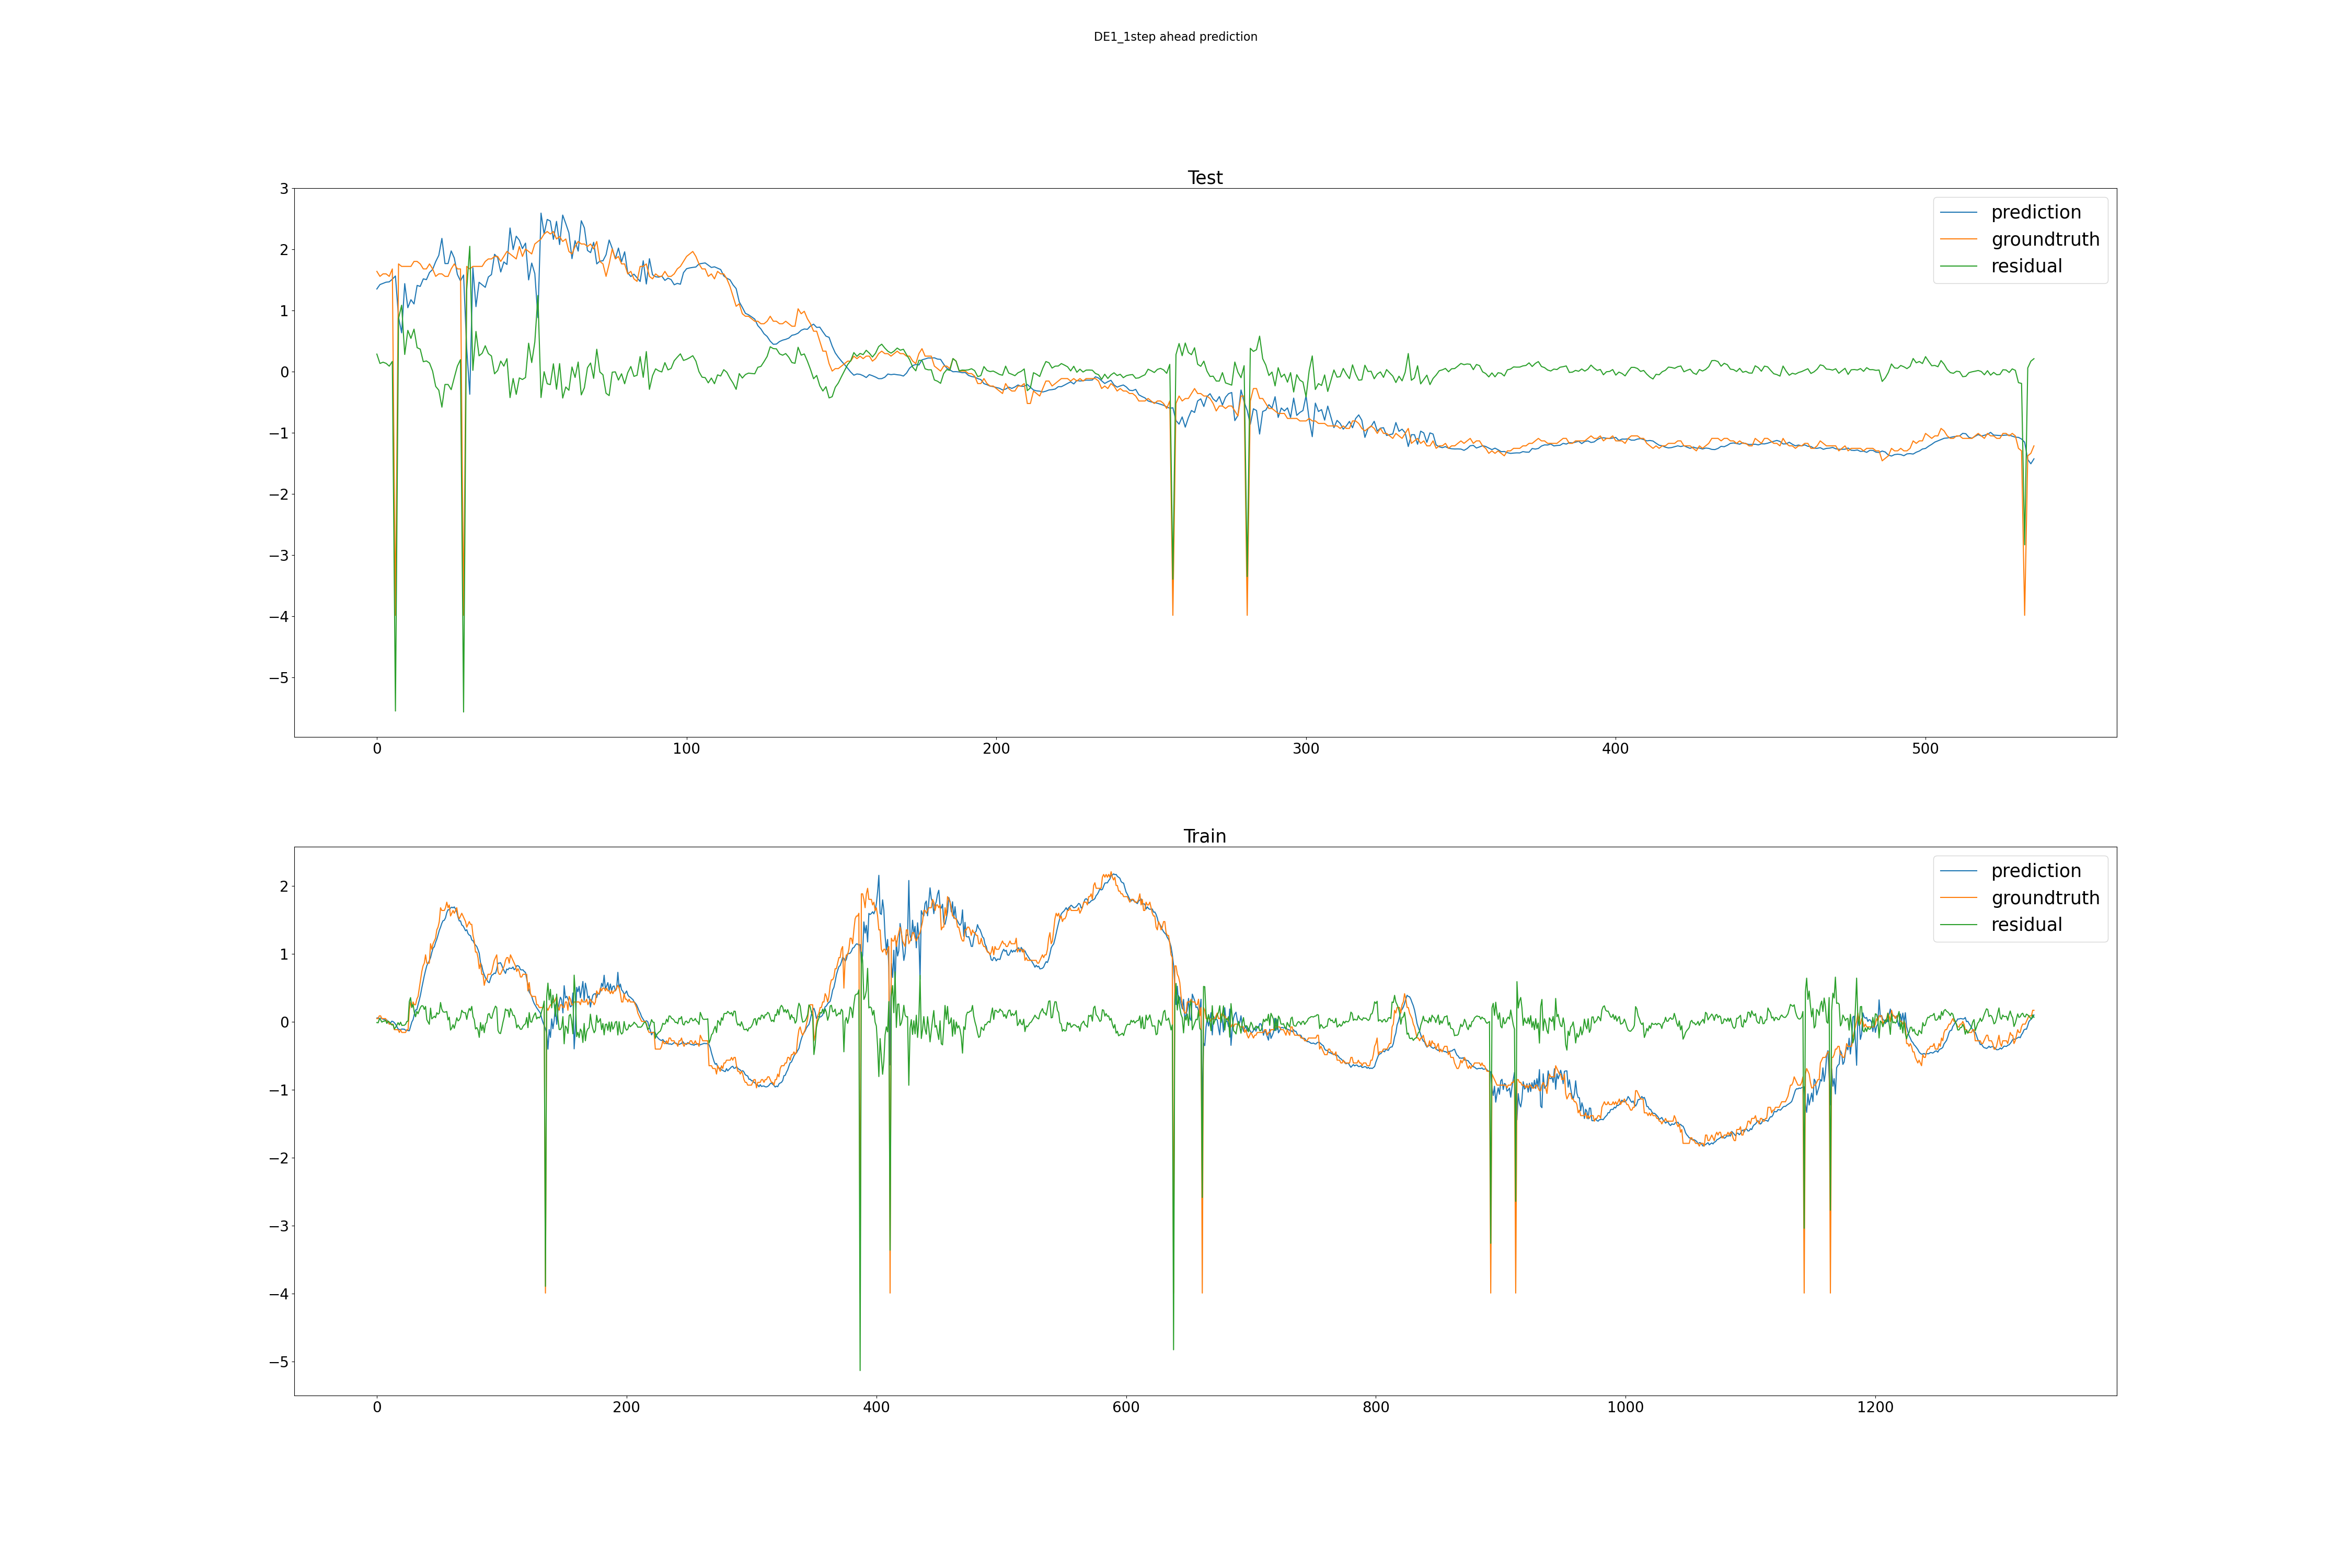 DE1_1step ahead prediction
Test
3
2
1
0
−1
−2
−3
−4
−5
prediction
groundtruth
residual
0 100 200 300 400 500
Train
2
1
0
−1
−2
−3
−4
−5
prediction
groundtruth
residual
0 200 400 600 800 1000 1200